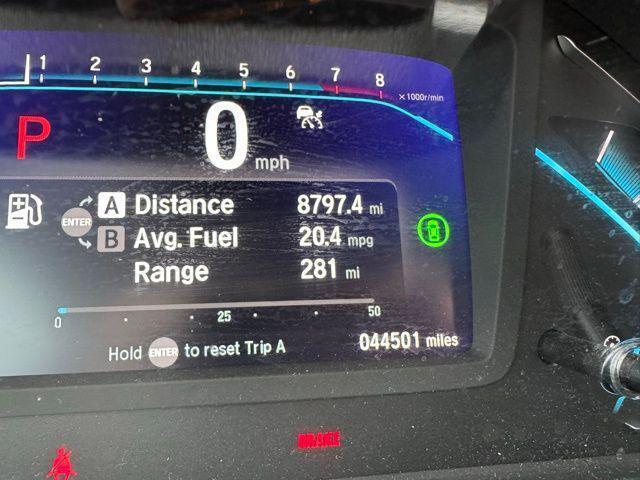 1 2 3 4 5 6 7 8
×1000r/min
P 0 mph
A Distance 8797.4 mi
ENTER
B Avg. Fuel 20.4 mpg
Range 281 mi
0 25 50
Hold ENTER to reset Trip A
044501 miles
BRAKE